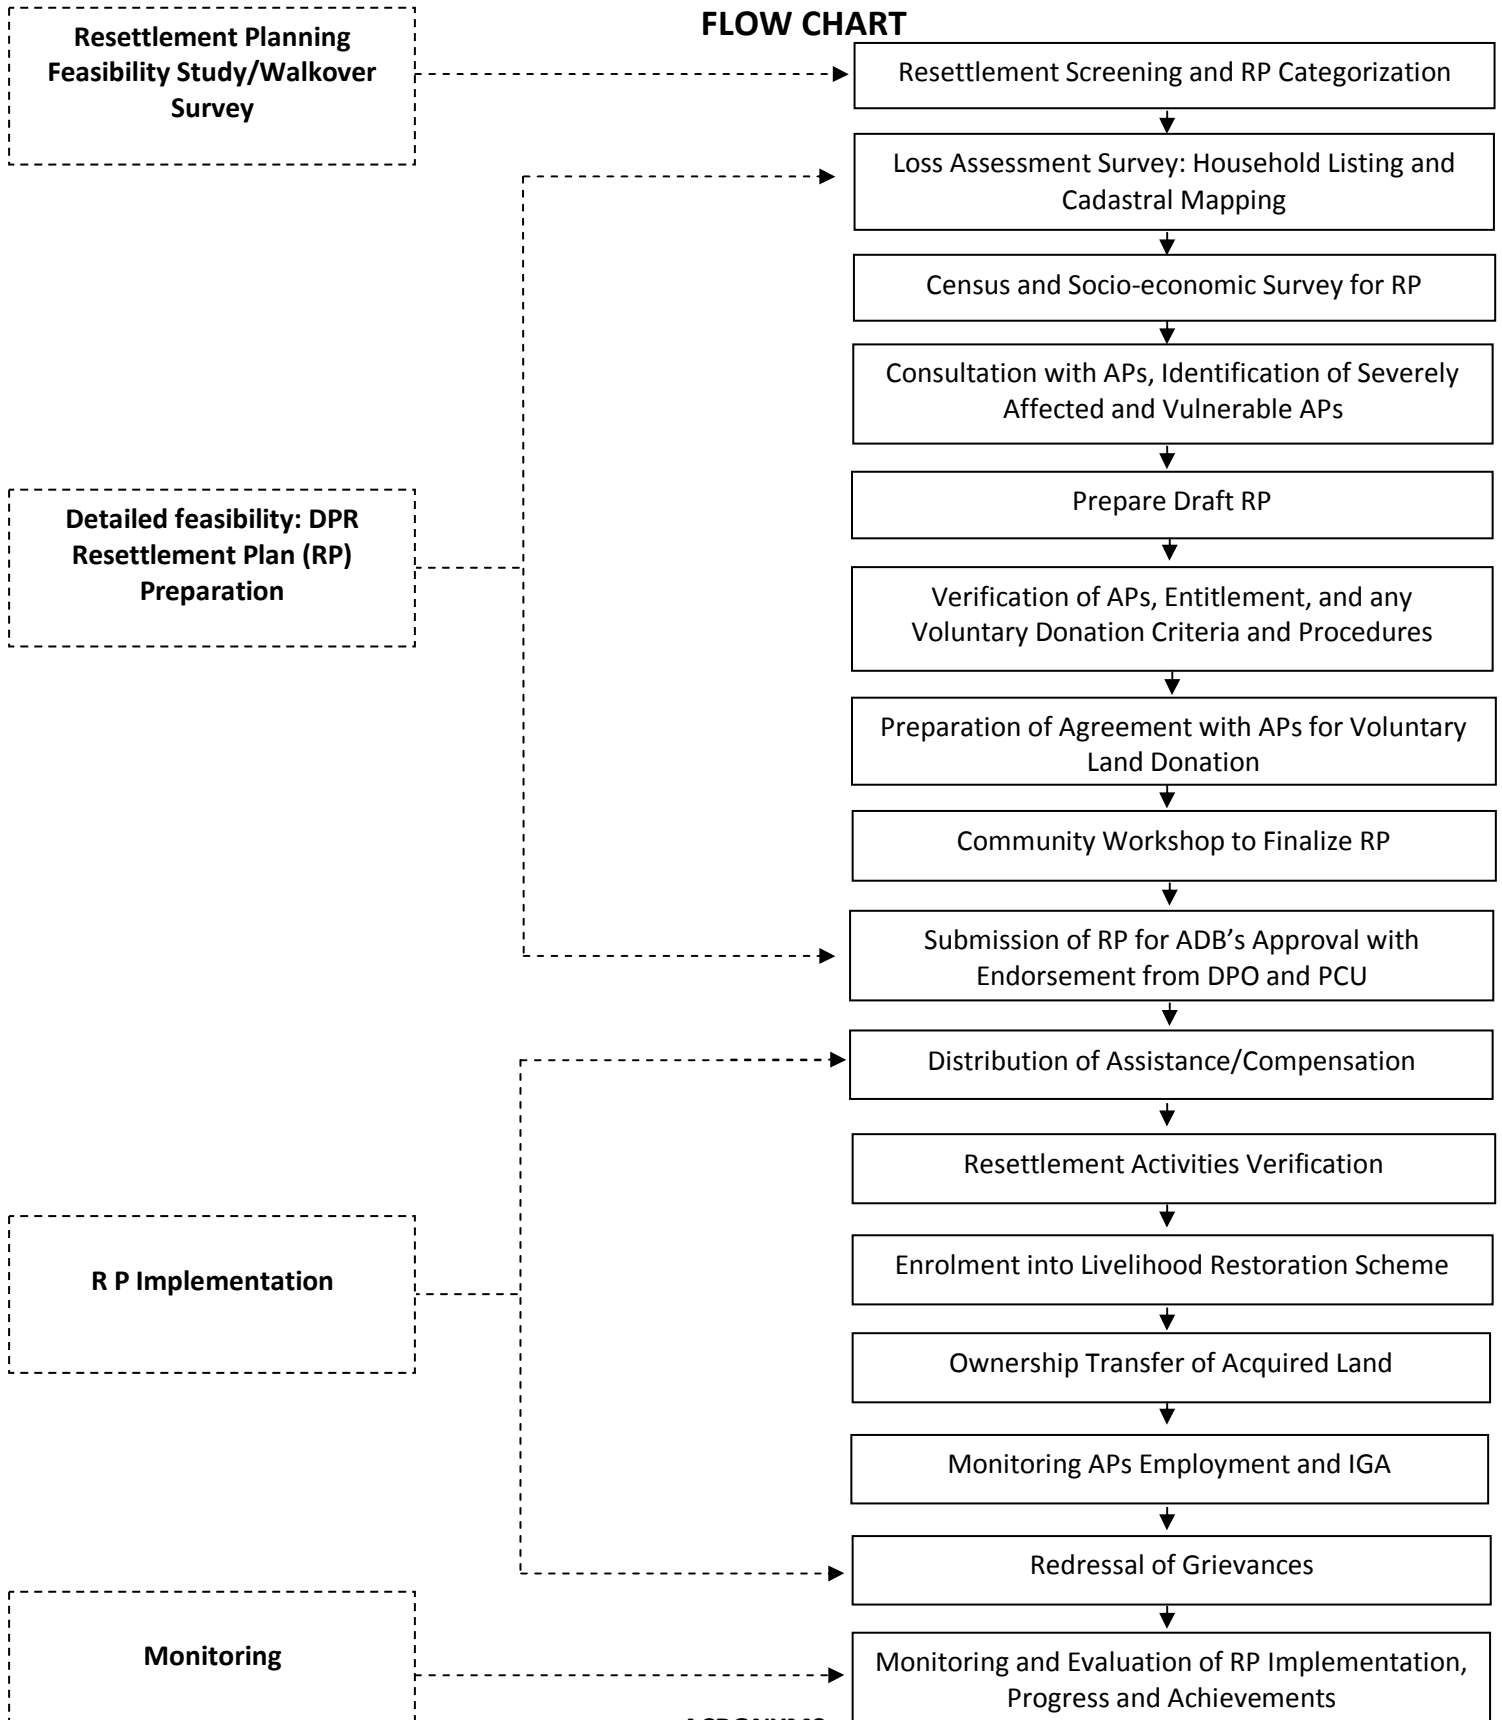 FLOW CHART
Resettlement Planning
Feasibility Study/Walkover
Survey
Resettlement Screening and RP Categorization
Loss Assessment Survey: Household Listing and
Cadastral Mapping
Census and Socio-economic Survey for RP
Consultation with APs, Identification of Severely
Affected and Vulnerable APs
Detailed feasibility: DPR
Resettlement Plan (RP)
Preparation
Prepare Draft RP
Verification of APs, Entitlement, and any
Voluntary Donation Criteria and Procedures
Preparation of Agreement with APs for Voluntary
Land Donation
Community Workshop to Finalize RP
Submission of RP for ADB’s Approval with
Endorsement from DPO and PCU
Distribution of Assistance/Compensation
Resettlement Activities Verification
R P Implementation
Enrolment into Livelihood Restoration Scheme
Ownership Transfer of Acquired Land
Monitoring APs Employment and IGA
Redressal of Grievances
Monitoring
Monitoring and Evaluation of RP Implementation,
Progress and Achievements